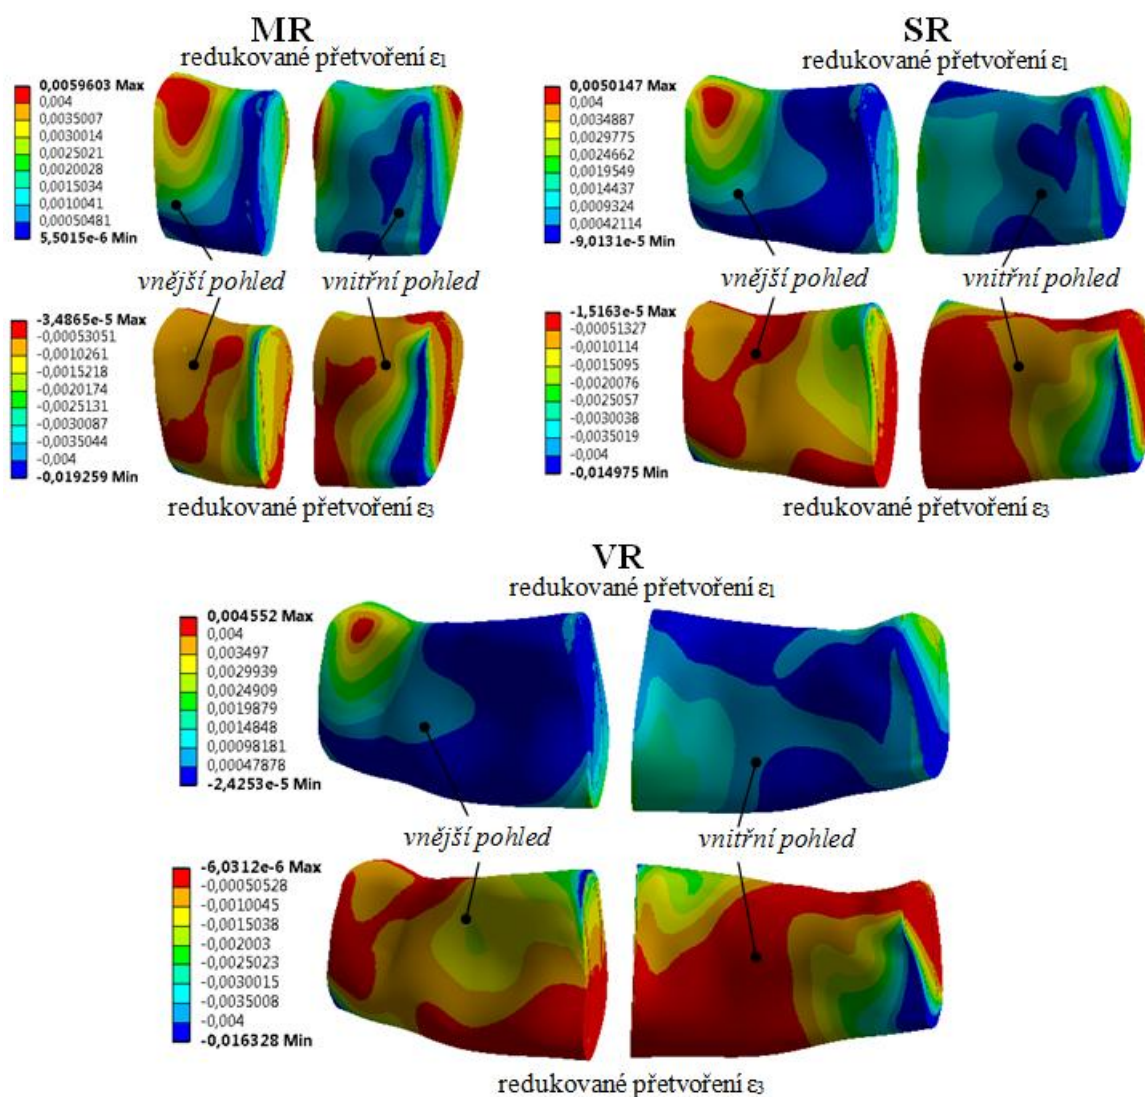 MR
redukované přetvoření ε1
0,0059603 Max
0,004
0,0035007
0,0030014
0,0025021
0,0020028
0,0015034
0,0010041
0,00050481
5,5015e-6 Min
vnější pohled
vnitřní pohled
-3,4865e-5 Max
-0,00053051
-0,0010261
-0,0015218
-0,0020174
-0,0025131
-0,0030087
-0,0035044
-0,004
-0,019259 Min
redukované přetvoření ε3
SR
redukované přetvoření ε1
0,0050147 Max
0,004
0,0034887
0,0029775
0,0024662
0,0019549
0,0014437
0,0009324
0,00042114
-9,0131e-5 Min
vnější pohled
vnitřní pohled
-1,5163e-5 Max
-0,00051327
-0,0010114
-0,0015095
-0,0020076
-0,0025057
-0,0030038
-0,0035019
-0,004
-0,014975 Min
redukované přetvoření ε3
VR
redukované přetvoření ε1
0,004552 Max
0,004
0,003497
0,0029939
0,0024909
0,0019879
0,0014848
0,00098181
0,00047878
-2,4253e-5 Min
vnější pohled
vnitřní pohled
-6,0312e-6 Max
-0,00050528
-0,0010045
-0,0015038
-0,002003
-0,0025023
-0,0030015
-0,0035008
-0,004
-0,016328 Min
redukované přetvoření ε3